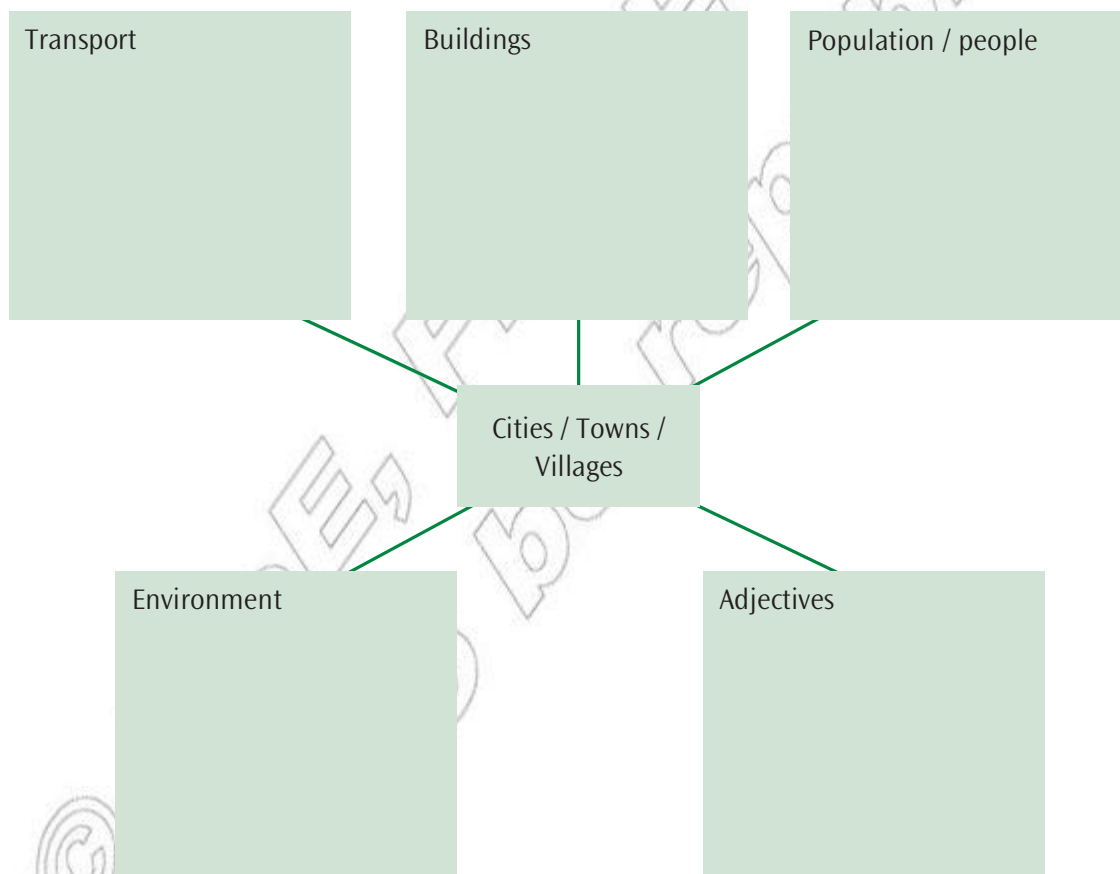 Transport
Buildings
Population / people
Cities / Towns /
Villages
Environment
Adjectives